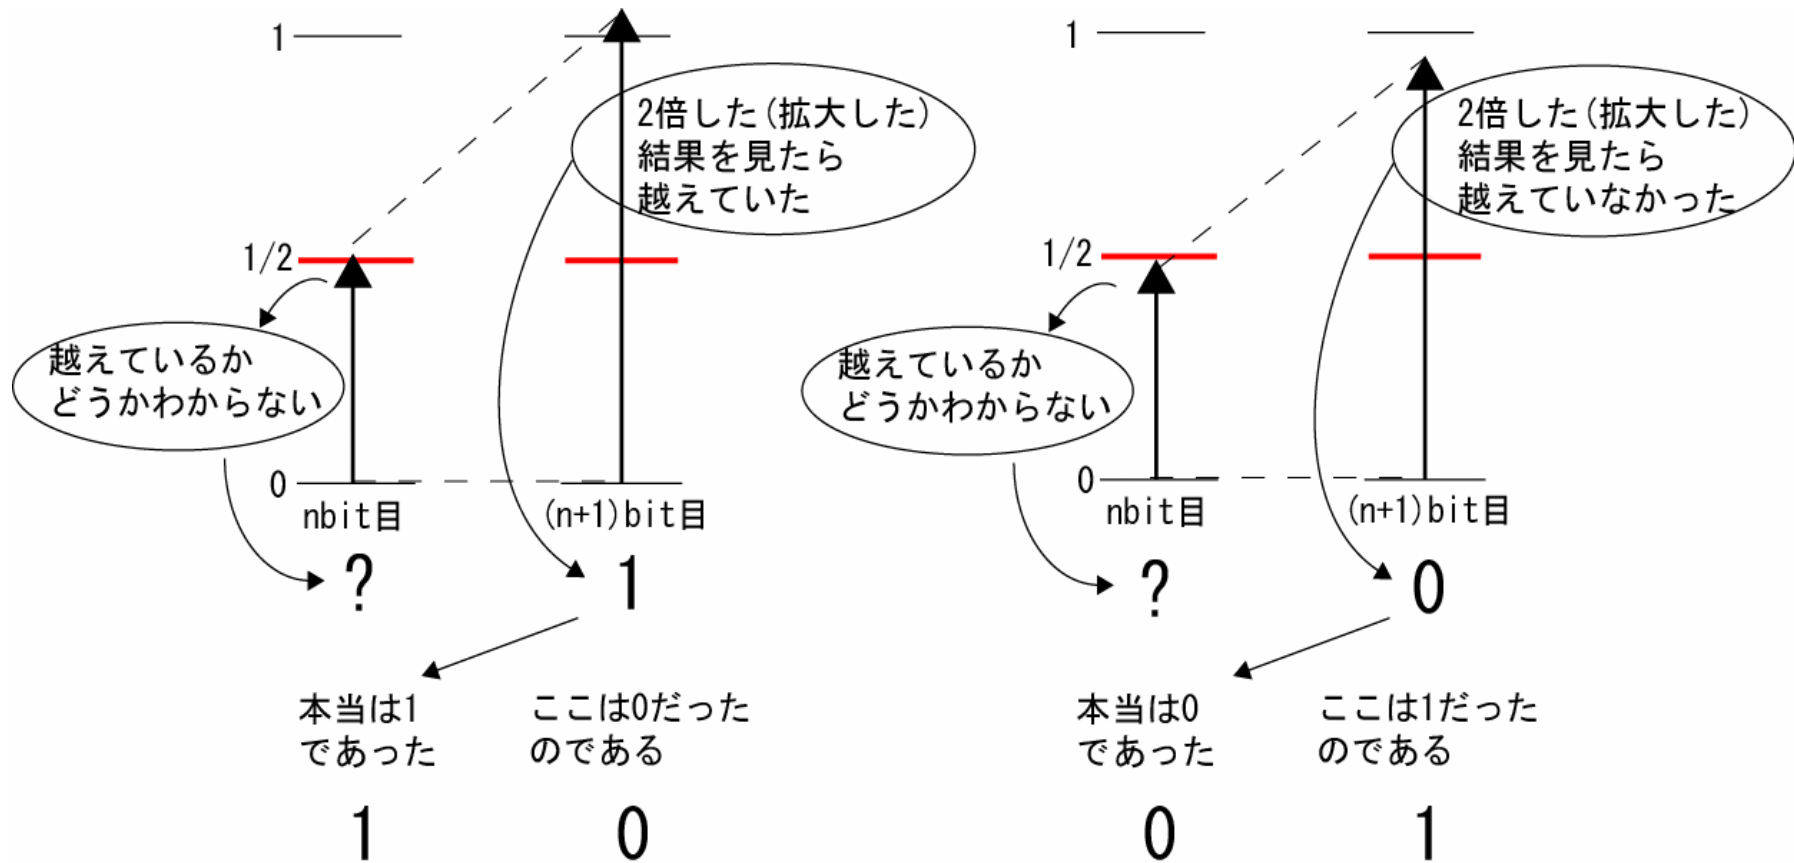 1
2倍した(拡大した)
結果を見たら
越えていた
1/2
越えているか
どうかわからない
0
nbit目
(n+1)bit目
?
1
本当は1
であった
ここは0だった
のである
1
0
1
2倍した(拡大した)
結果を見たら
越えていなかった
1/2
越えているか
どうかわからない
0
nbit目
(n+1)bit目
?
0
本当は0
であった
ここは1だった
のである
0
1